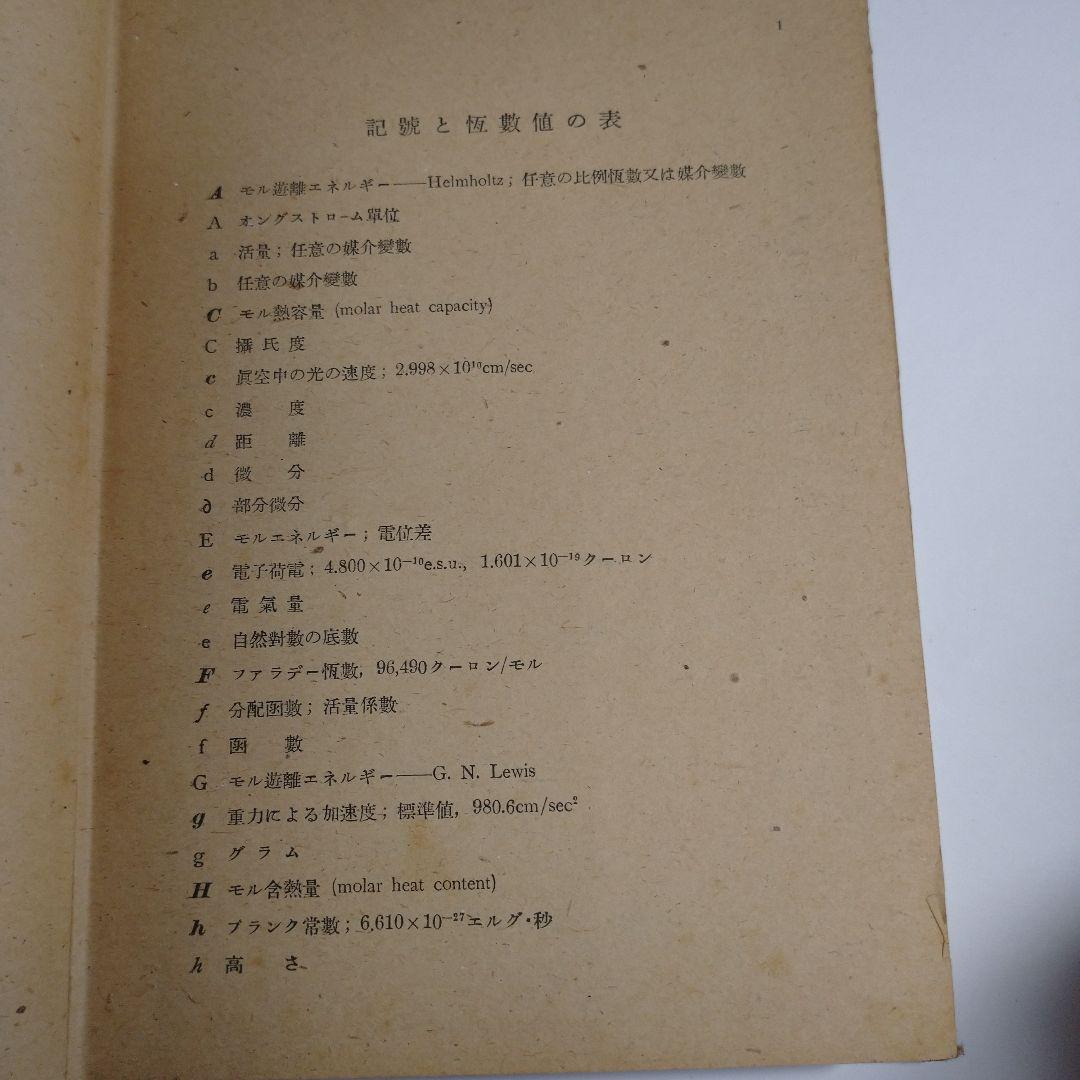 1
記號と恆數値の表
A モル遊離エネルギー——Helmholtz; 任意の比例恆數又は媒介變數
A オングストローム單位
a 活量; 任意の媒介變數
b 任意の媒介變數
C モル熱容量 (molar heat capacity)
C 攝氏度
c 眞空中の光の速度; 2.998×10¹⁰cm/sec
c 濃度
d 距離
d 微分
∂ 部分微分
E モルエネルギー; 電位差
e 電子荷電; 4.800×10⁻¹⁰e.s.u., 1.601×10⁻¹⁹クーロン
e 電氣量
e 自然對數の底數
F ファラデー恆數, 96,490クーロン/モル
f 分配函數; 活量係數
f 函數
G モル遊離エネルギー——G. N. Lewis
g 重力による加速度; 標準値, 980.6cm/sec²
g グラム
H モル含熱量 (molar heat content)
h プランク常數; 6,610×10⁻²⁷エルグ·秒
h 高さ